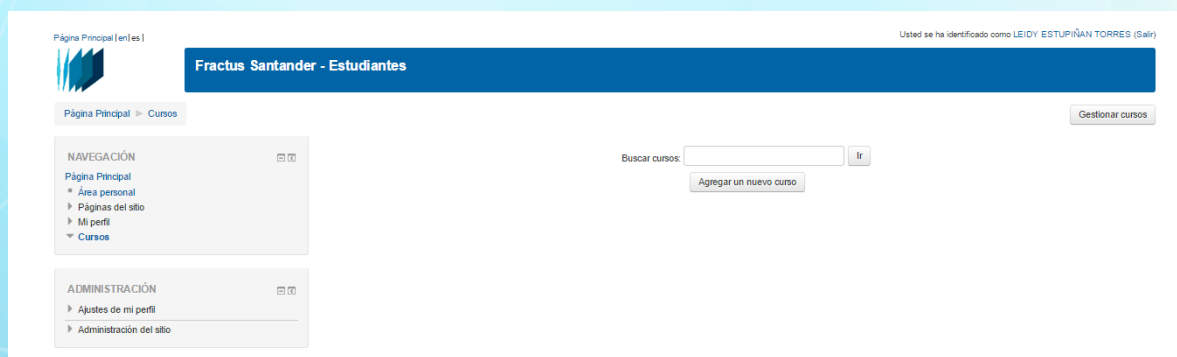 Página Principal | en | es |
Usted se ha identificado como LEIDY ESTUPIÑAN TORRES (Salir)
Fractus Santander - Estudiantes
Página Principal Cursos
Gestionar cursos
NAVEGACIÓN
Página Principal
Área personal
Páginas del sitio
Mi perfil
Cursos
Buscar cursos: Ir
Agregar un nuevo curso
ADMINISTRACIÓN
Ajustes de mi perfil
Administración del sitio